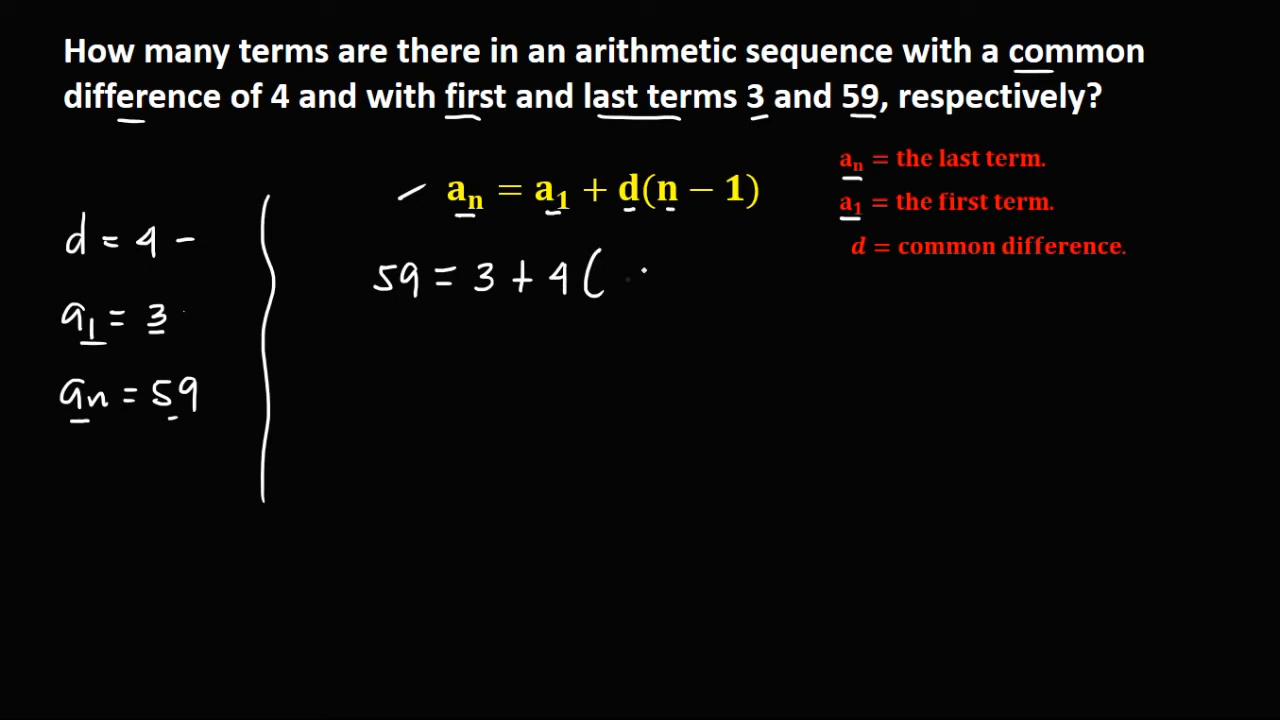 How many terms are there in an arithmetic sequence with a common
difference of 4 and with first and last terms 3 and 59, respectively?
aₙ = a₁ + d(n − 1)
aₙ = the last term.
a₁ = the first term.
d = common difference.
d = 4 -
a₁ = 3
aₙ = 59
59 = 3 + 4 (